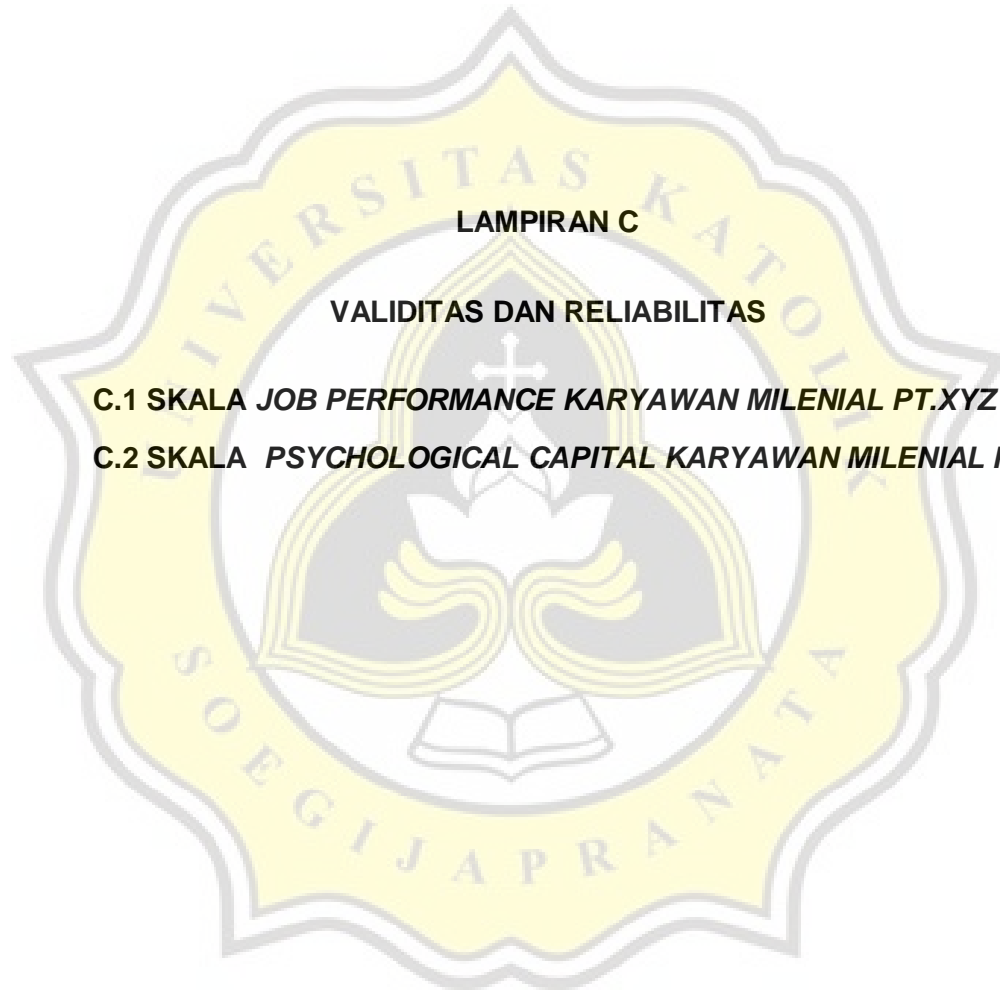 UNIVERSITAS KATOLIK
LAMPIRAN C
VALIDITAS DAN RELIABILITAS
C.1 SKALA JOB PERFORMANCE KARYAWAN MILENIAL PT.XYZ
C.2 SKALA PSYCHOLOGICAL CAPITAL KARYAWAN MILENIAL
SOEGIJAPRANATA